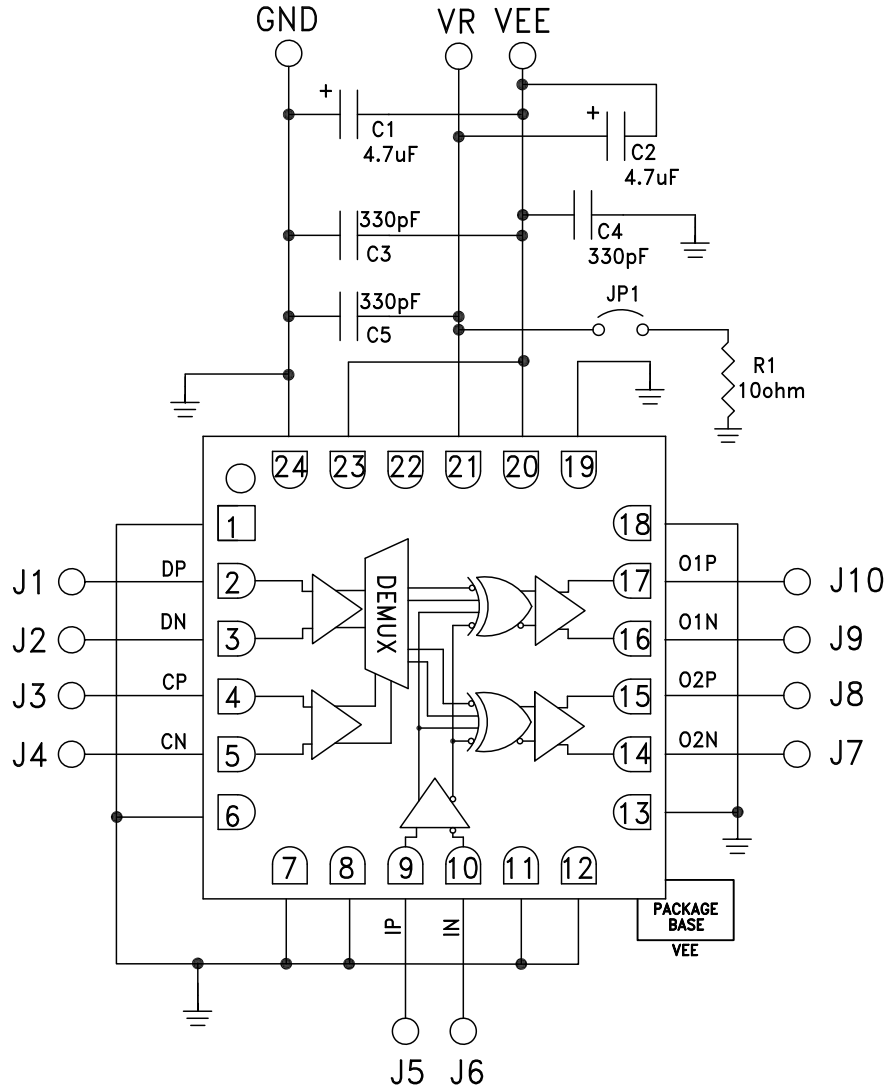 GND VR VEE
+
C1
4.7uF
+
C2
4.7uF
330pF
C3
C4
330pF
330pF
C5
JP1
R1
10ohm
24 23 22 21 20 19
1
18
J1 DP 2
17 O1P J10
J2 DN 3
16 O1N J9
J3 CP 4
15 O2P J8
J4 CN 5
14 O2N J7
6
13
DEMUX
7 8 9 10 11 12
IP
IN
PACKAGE
BASE
VEE
J5 J6